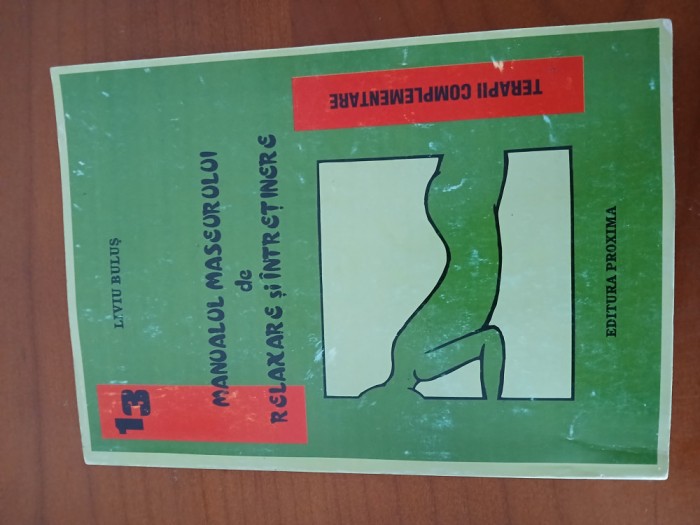 LIVIU BULUȘ
13
MANUALUL MASEURULUI
de
RELAXARE și ÎNTREȚINERE
TERAPII COMPLEMENTARE
EDITURA PROXIMA